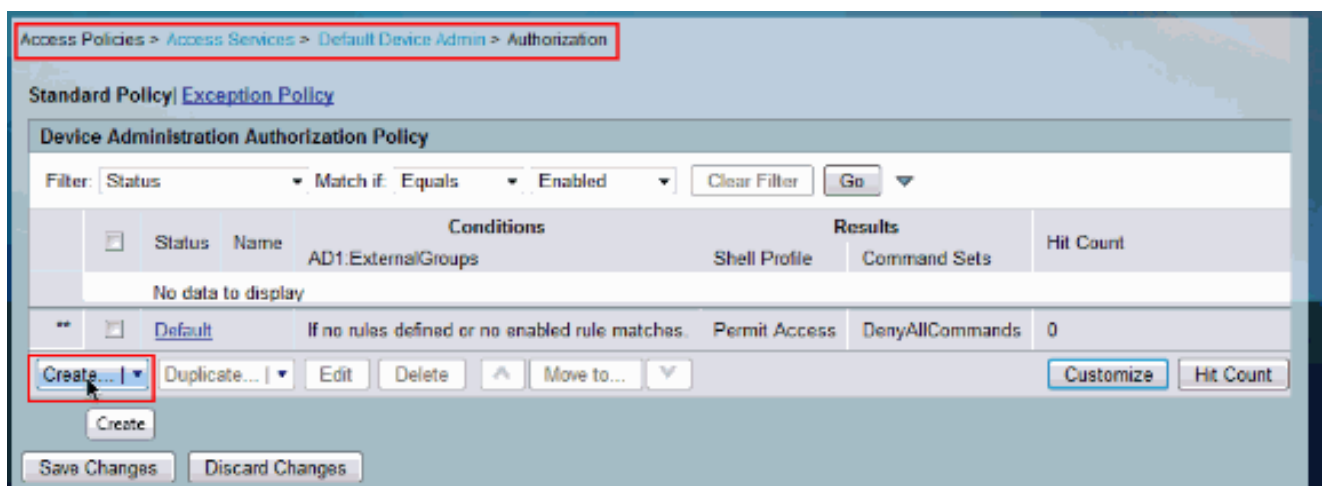 Access Policies > Access Services > Default Device Admin > Authorization
Standard Policy| Exception Policy
Device Administration Authorization Policy
Filter: Status Match if: Equals Enabled Clear Filter Go
Conditions Results
Status Name Hit Count
AD1:ExternalGroups Shell Profile Command Sets
No data to display
** Default If no rules defined or no enabled rule matches. Permit Access DenyAllCommands 0
Create... | Duplicate... | Edit Delete Move to... Customize Hit Count
Create
Save Changes Discard Changes